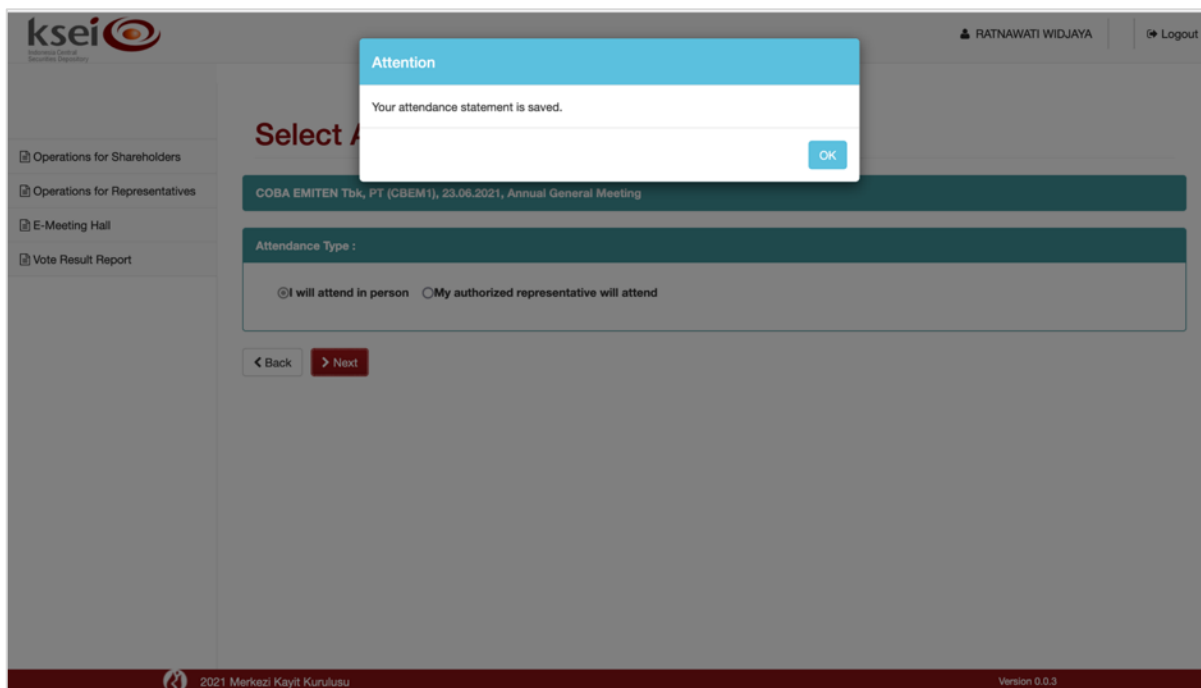 ksei
Indonesia Central
Securities Depository
RATNAWATI WIDJAYA
Logout
Attention
Your attendance statement is saved.
OK
Select A
Operations for Shareholders
Operations for Representatives
E-Meeting Hall
Vote Result Report
COBA EMITEN Tbk, PT (CBEM1), 23.06.2021, Annual General Meeting
Attendance Type :
I will attend in person My authorized representative will attend
Back Next
2021 Merkezi Kayit Kurulusu Version 0.0.3